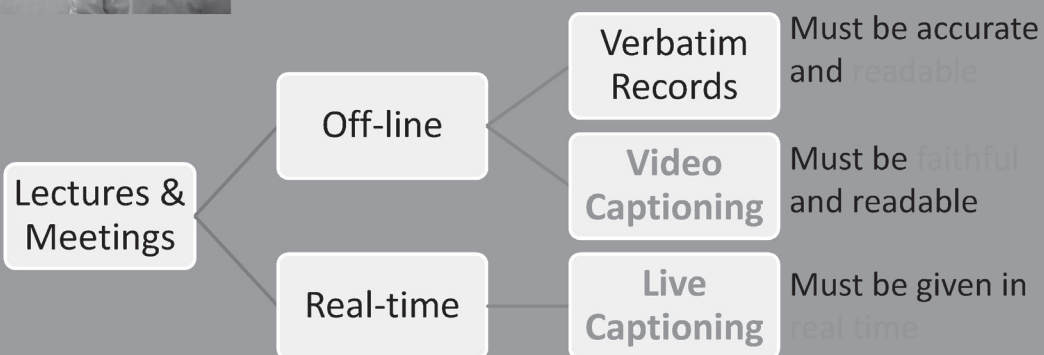 Lectures &
Meetings
Off-line
Verbatim
Records
Must be accurate
and readable
Video
Captioning
Must be faithful
and readable
Real-time
Live
Captioning
Must be given in
real time